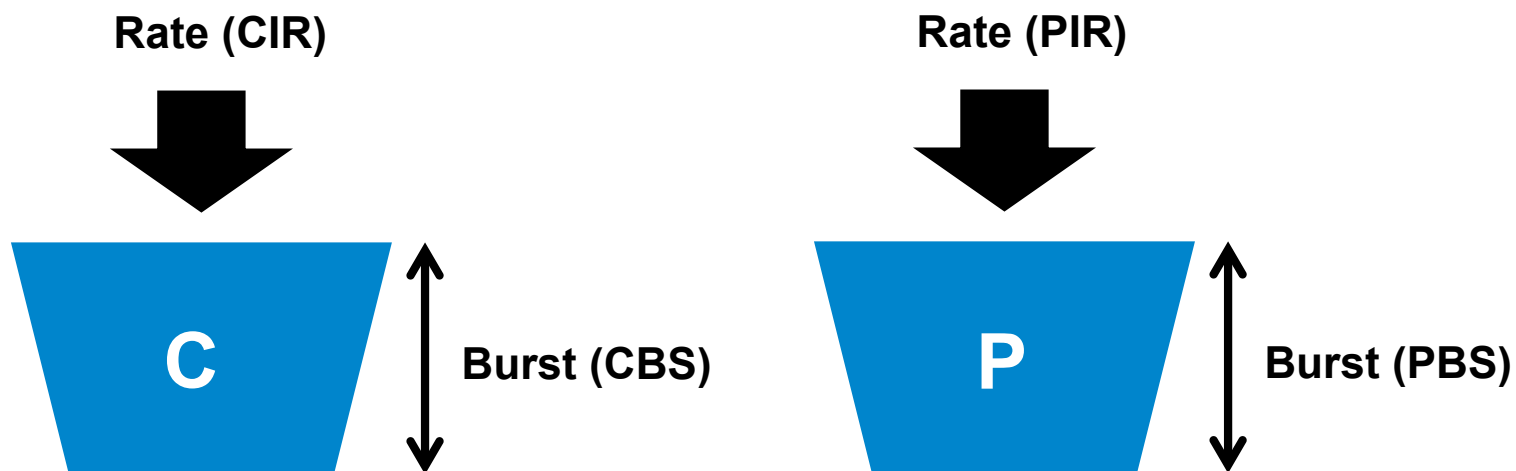 Rate (CIR)
Rate (PIR)
C
Burst (CBS)
P
Burst (PBS)